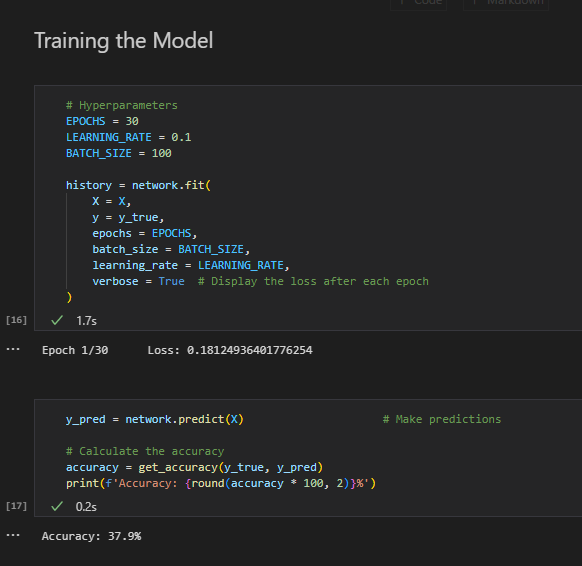 Code
Markdown
Training the Model
# Hyperparameters
EPOCHS = 30
LEARNING_RATE = 0.1
BATCH_SIZE = 100
history = network.fit(
X = X,
y = y_true,
epochs = EPOCHS,
batch_size = BATCH_SIZE,
learning_rate = LEARNING_RATE,
verbose = True # Display the loss after each epoch
)
[16] 1.7s
... Epoch 1/30 Loss: 0.18124936401776254
y_pred = network.predict(X) # Make predictions
# Calculate the accuracy
accuracy = get_accuracy(y_true, y_pred)
print(f'Accuracy: {round(accuracy * 100, 2)}%')
[17] 0.2s
... Accuracy: 37.9%